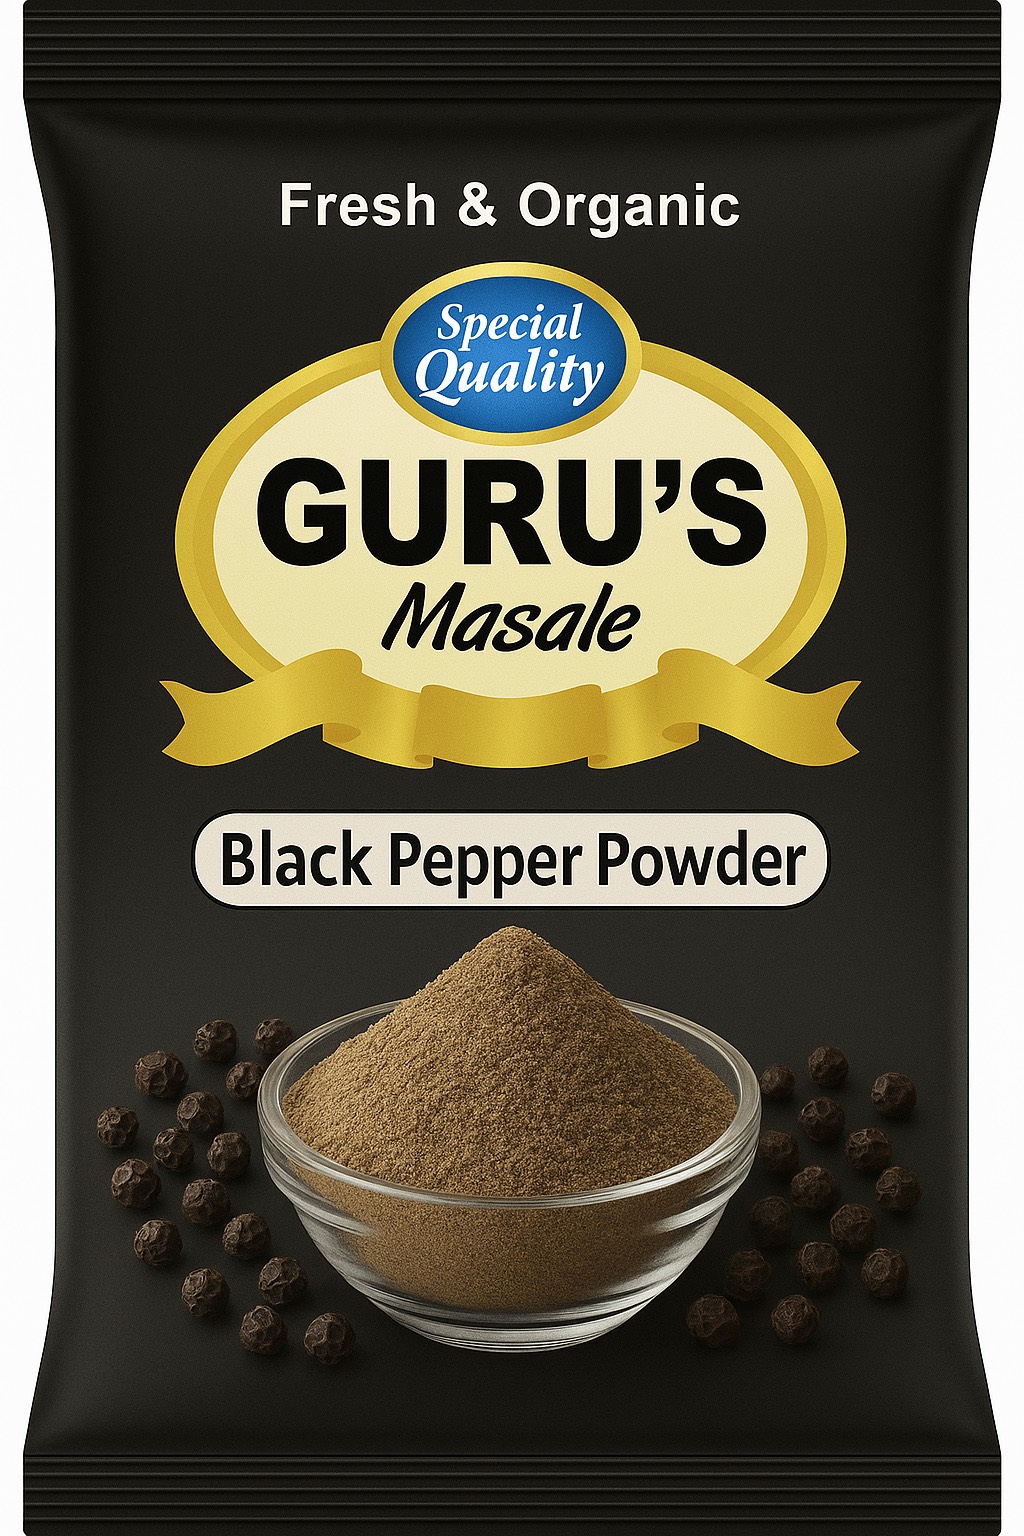 Fresh & Organic
Special
Quality
GURU'S
Masale
Black Pepper Powder